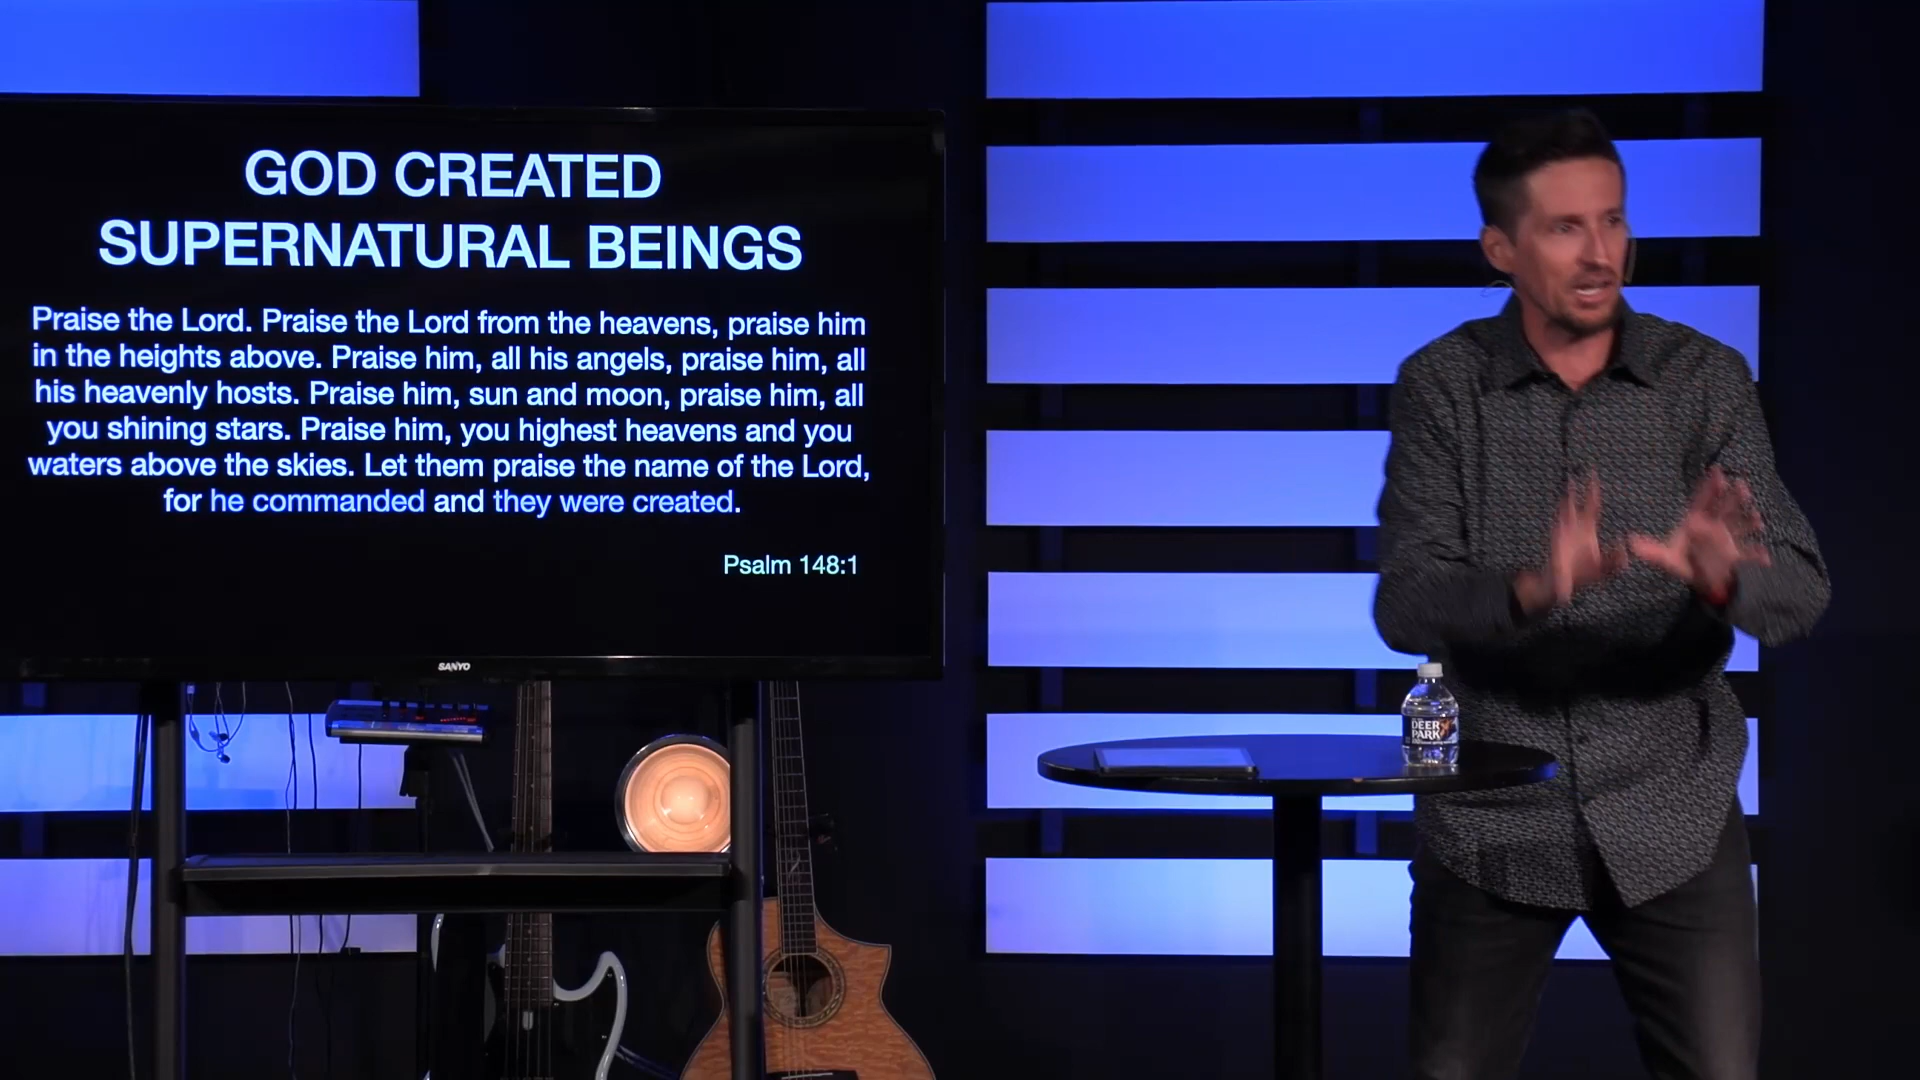 GOD CREATED
SUPERNATURAL BEINGS
Praise the Lord. Praise the Lord from the heavens, praise him
in the heights above. Praise him, all his angels, praise him, all
his heavenly hosts. Praise him, sun and moon, praise him, all
you shining stars. Praise him, you highest heavens and you
waters above the skies. Let them praise the name of the Lord,
for he commanded and they were created.
Psalm 148:1
SANYO
DEER
PARK